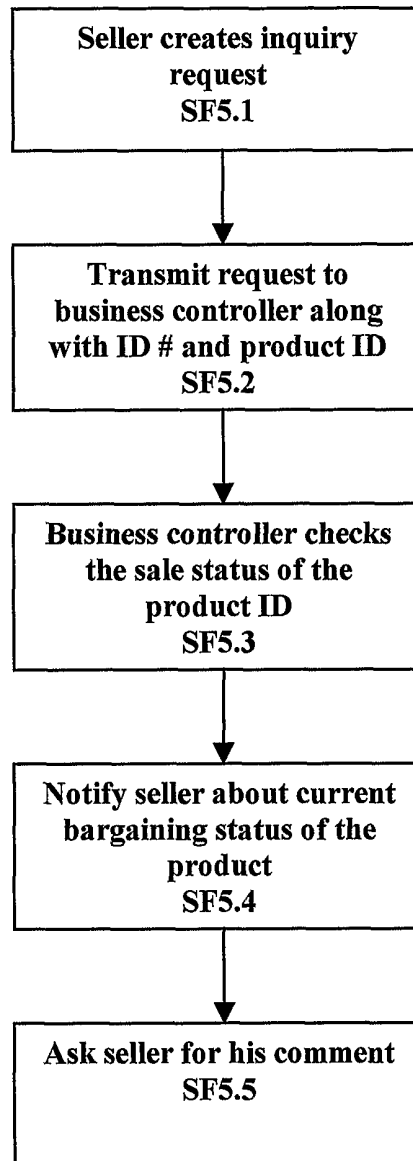 Seller creates inquiry
request
SF5.1
Transmit request to
business controller along
with ID # and product ID
SF5.2
Business controller checks
the sale status of the
product ID
SF5.3
Notify seller about current
bargaining status of the
product
SF5.4
Ask seller for his comment
SF5.5